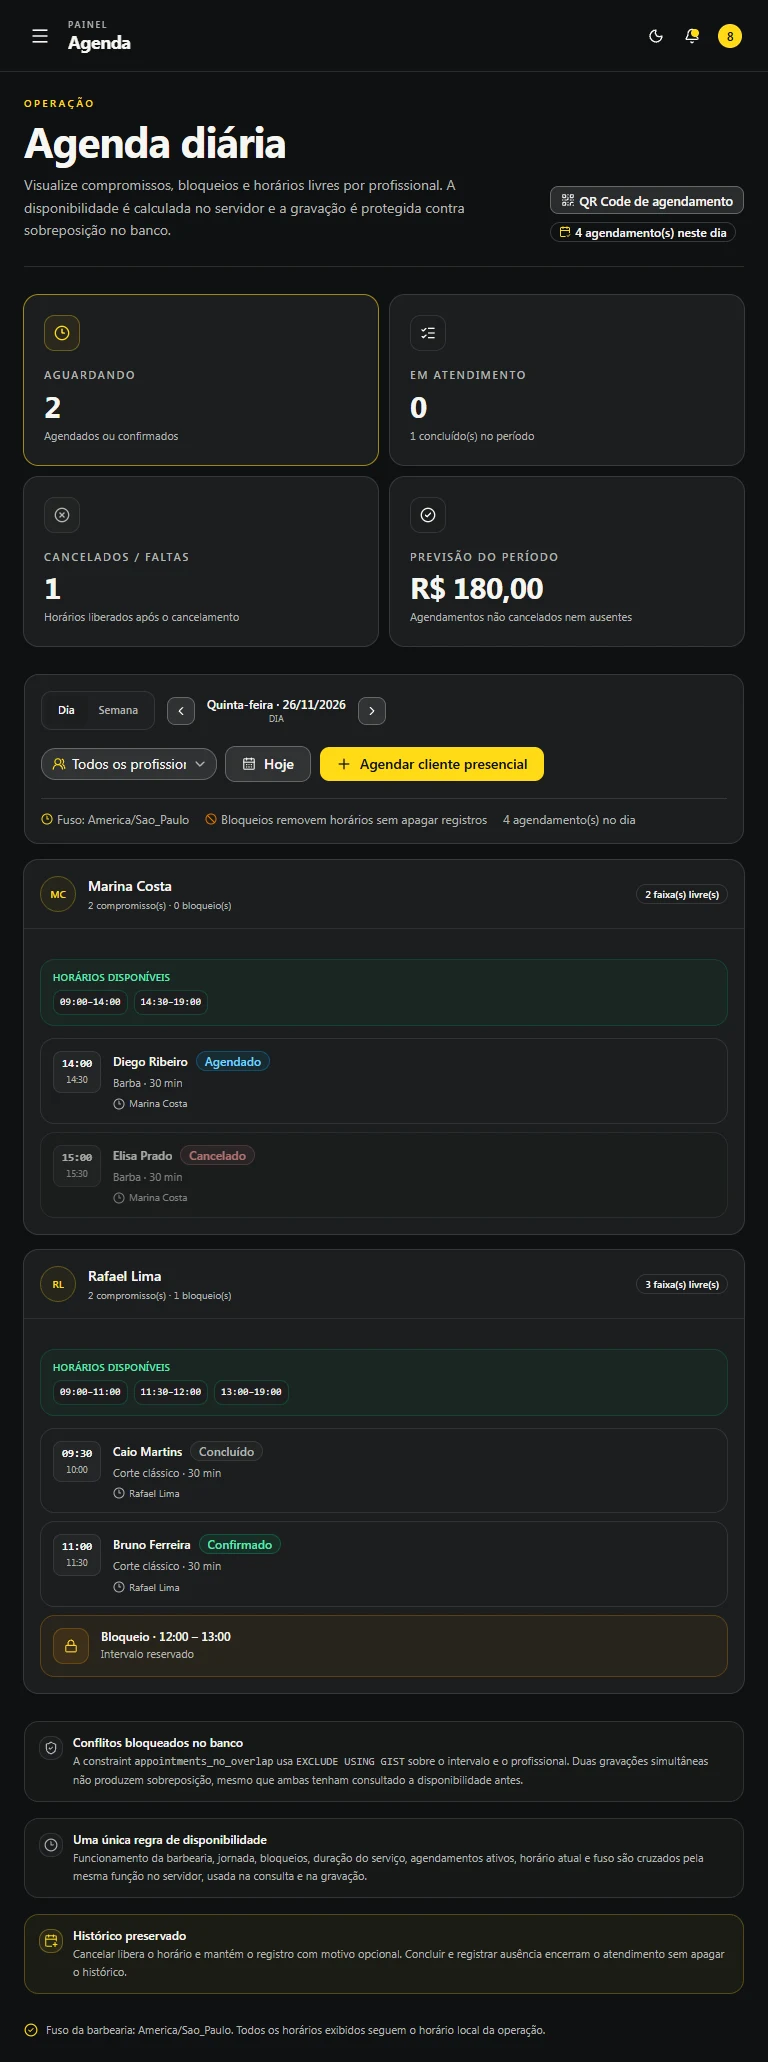 PAINEL
Agenda
8
OPERAÇÃO
Agenda diária
Visualize compromissos, bloqueios e horários livres por profissional. A
disponibilidade é calculada no servidor e a gravação é protegida contra
sobreposição no banco.
QR Code de agendamento
4 agendamento(s) neste dia
AGUARDANDO
2
Agendados ou confirmados
EM ATENDIMENTO
0
1 concluído(s) no período
CANCELADOS / FALTAS
1
Horários liberados após o cancelamento
PREVISÃO DO PERÍODO
R$ 180,00
Agendamentos não cancelados nem ausentes
Dia
Semana
Quinta-feira · 26/11/2026
DIA
Todos os profissior
Hoje
Agendar cliente presencial
Fuso: America/Sao_Paulo
Bloqueios removem horários sem apagar registros
4 agendamento(s) no dia
MC
Marina Costa
2 compromisso(s) · 0 bloqueio(s)
2 faixa(s) livre(s)
HORÁRIOS DISPONÍVEIS
09:00–14:00
14:30–19:00
14:00
14:30
Diego Ribeiro
Agendado
Barba · 30 min
Marina Costa
15:00
15:30
Elisa Prado
Cancelado
Barba · 30 min
Marina Costa
RL
Rafael Lima
2 compromisso(s) · 1 bloqueio(s)
3 faixa(s) livre(s)
HORÁRIOS DISPONÍVEIS
09:00–11:00
11:30–12:00
13:00–19:00
09:30
10:00
Caio Martins
Concluído
Corte clássico · 30 min
Rafael Lima
11:00
11:30
Bruno Ferreira
Confirmado
Corte clássico · 30 min
Rafael Lima
Bloqueio · 12:00 – 13:00
Intervalo reservado
Conflitos bloqueados no banco
A constraint appointments_no_overlap usa EXCLUDE USING GIST sobre o intervalo e o profissional. Duas gravações simultâneas
não produzem sobreposição, mesmo que ambas tenham consultado a disponibilidade antes.
Uma única regra de disponibilidade
Funcionamento da barbearia, jornada, bloqueios, duração do serviço, agendamentos ativos, horário atual e fuso são cruzados pela
mesma função no servidor, usada na consulta e na gravação.
Histórico preservado
Cancelar libera o horário e mantém o registro com motivo opcional. Concluir e registrar ausência encerram o atendimento sem apagar
o histórico.
Fuso da barbearia: America/Sao_Paulo. Todos os horários exibidos seguem o horário local da operação.